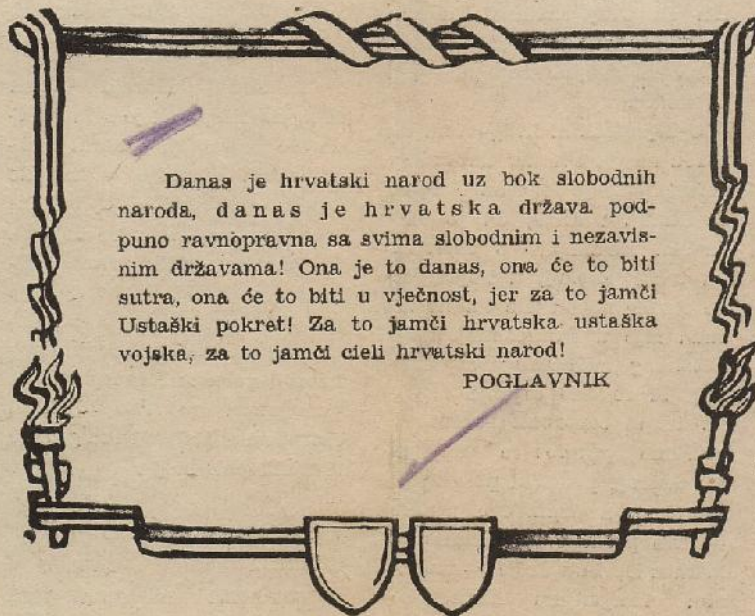 Danas je hrvatski narod uz bok slobodnih
naroda, danas je hrvatska država pod-
puno ravnopravna sa svima slobodnim i nezavis-
nim državama! Ona je to danas, ona će to biti
sutra, ona će to biti u vječnost, jer za to jamči
Ustaški pokret! Za to jamči hrvatska ustaška
vojska, za to jamči cieli hrvatski narod!
POGLAVNIK